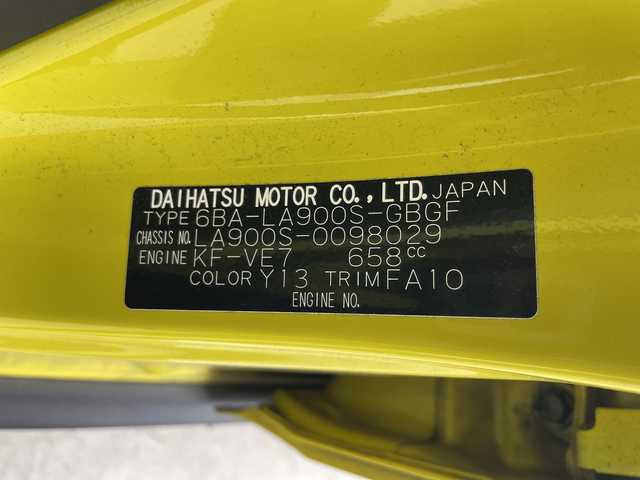 DAIHATSU MOTOR CO., LTD. JAPAN
TYPE 6BA-LA900S-GBGF
CHASSIS NO. LA900S-0098029
ENGINE KF-VE7 658cc
COLOR Y13 TRIM FA10
ENGINE NO.